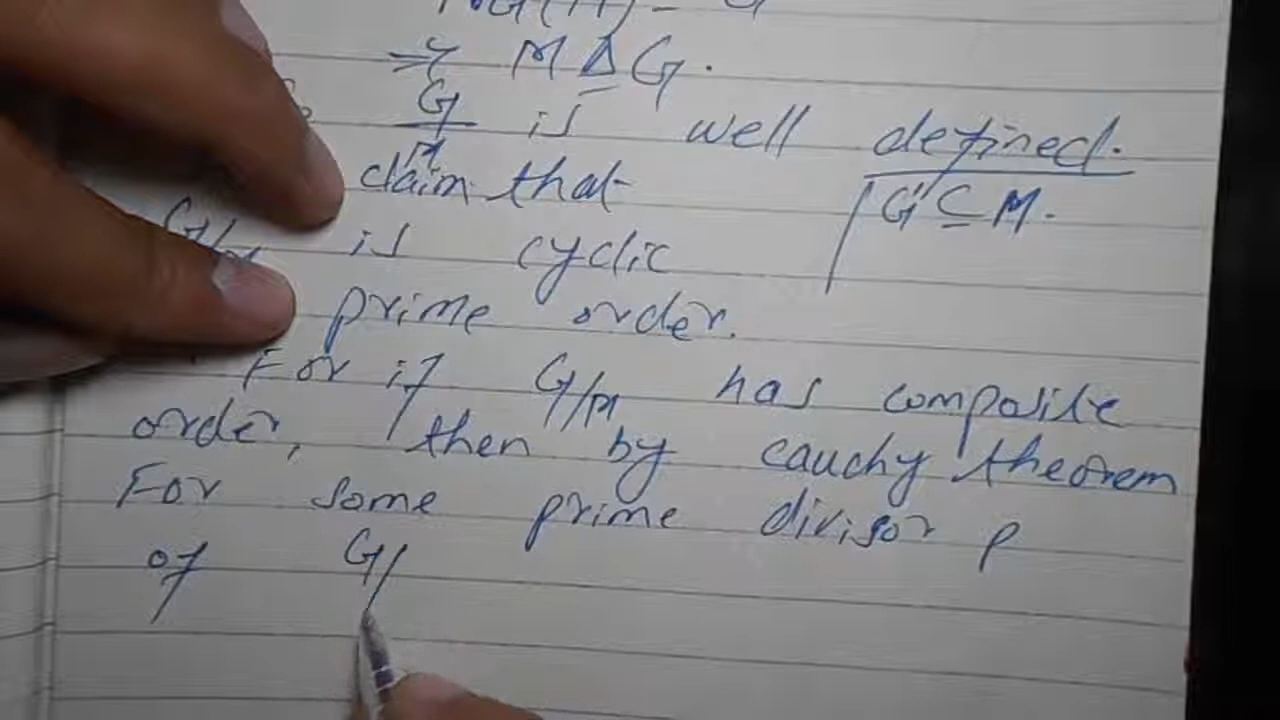 ⇒ M Δ G.
G/M is well defined.
claim that
G' ⊆ M.
G/M is cyclic
prime order.
For if G/M has composite
order, then by cauchy theorem
For some prime divisor p
of G/